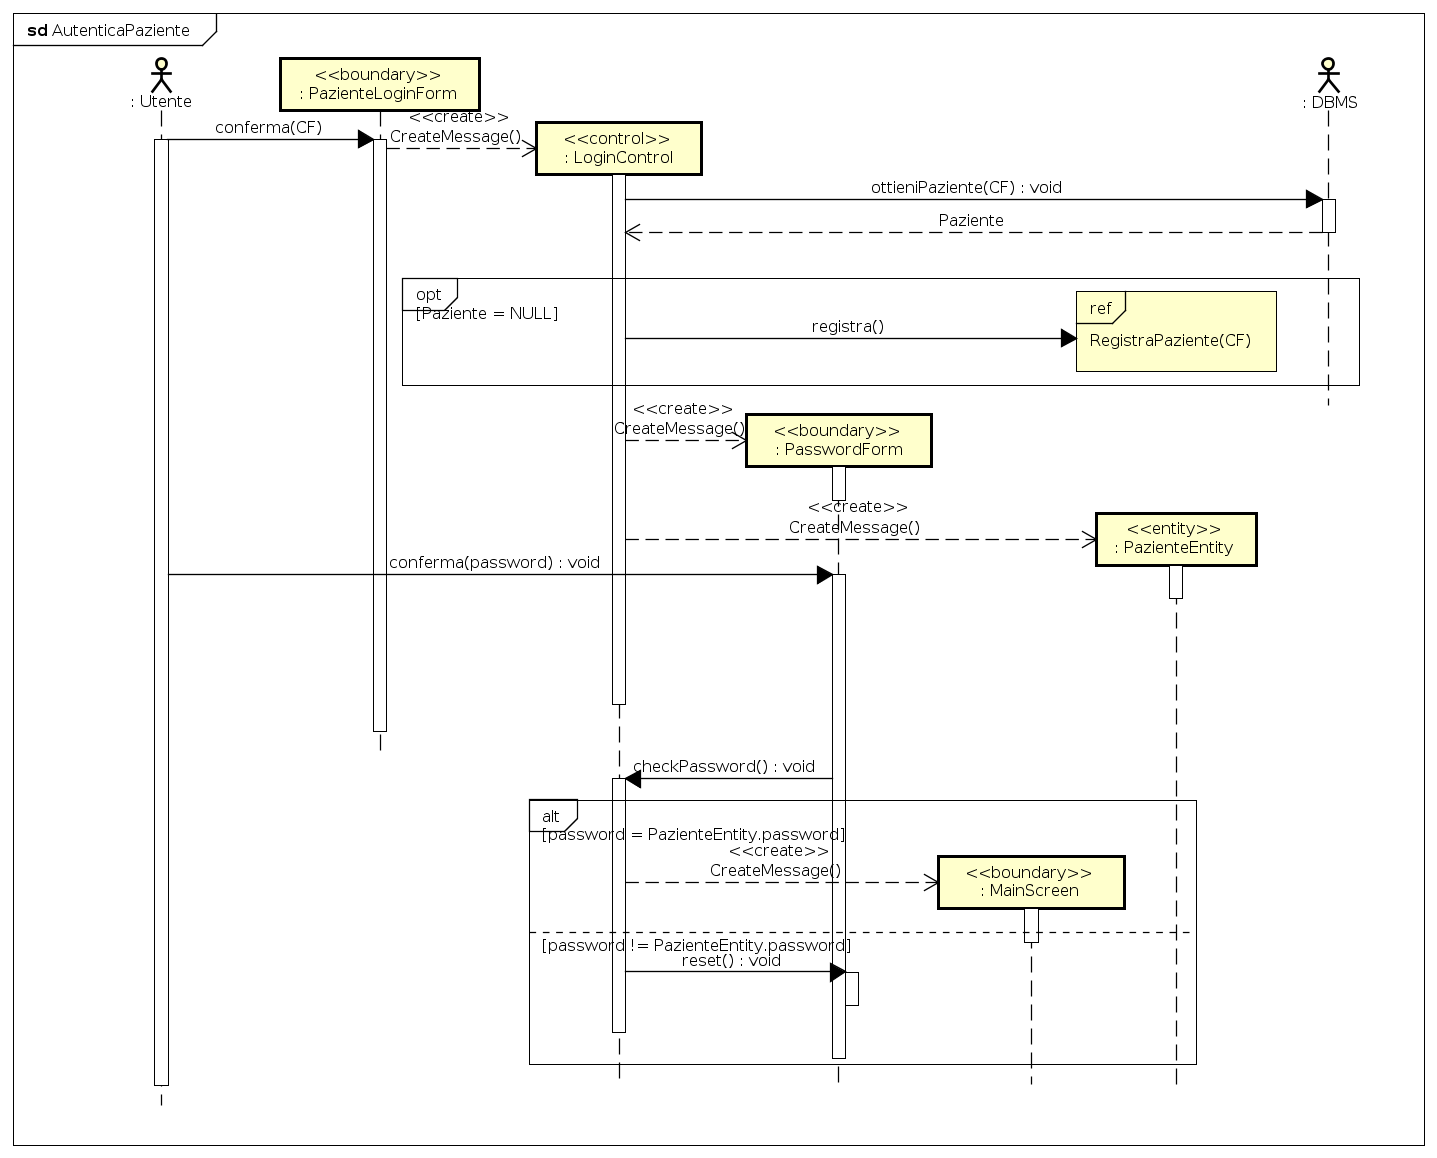 sd AutenticaPaziente
: Utente
<<boundary>>
: PazienteLoginForm
: DBMS
conferma(CF)
<<create>>
CreateMessage()
<<control>>
: LoginControl
ottieniPaziente(CF) : void
Paziente
opt
[Paziente = NULL]
registra()
ref
RegistraPaziente(CF)
<<create>>
CreateMessage()
<<boundary>>
: PasswordForm
<<create>>
CreateMessage()
<<entity>>
: PazienteEntity
conferma(password) : void
checkPassword() : void
alt
[password = PazienteEntity.password]
<<create>>
CreateMessage()
<<boundary>>
: MainScreen
[password != PazienteEntity.password]
reset() : void